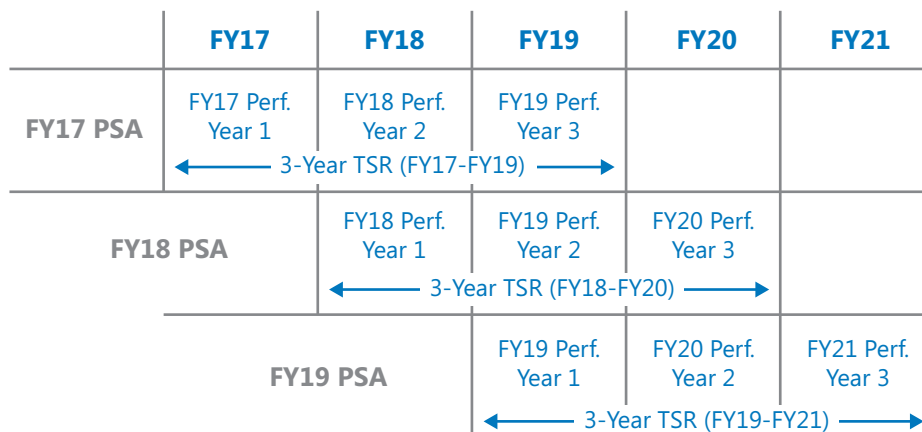 FY17 FY18 FY19 FY20 FY21
FY17 PSA
FY17 Perf. FY18 Perf. FY19 Perf.
Year 1 Year 2 Year 3
3-Year TSR (FY17-FY19)
FY18 PSA
FY18 Perf. FY19 Perf. FY20 Perf.
Year 1 Year 2 Year 3
3-Year TSR (FY18-FY20)
FY19 PSA
FY19 Perf. FY20 Perf. FY21 Perf.
Year 1 Year 2 Year 3
3-Year TSR (FY19-FY21)